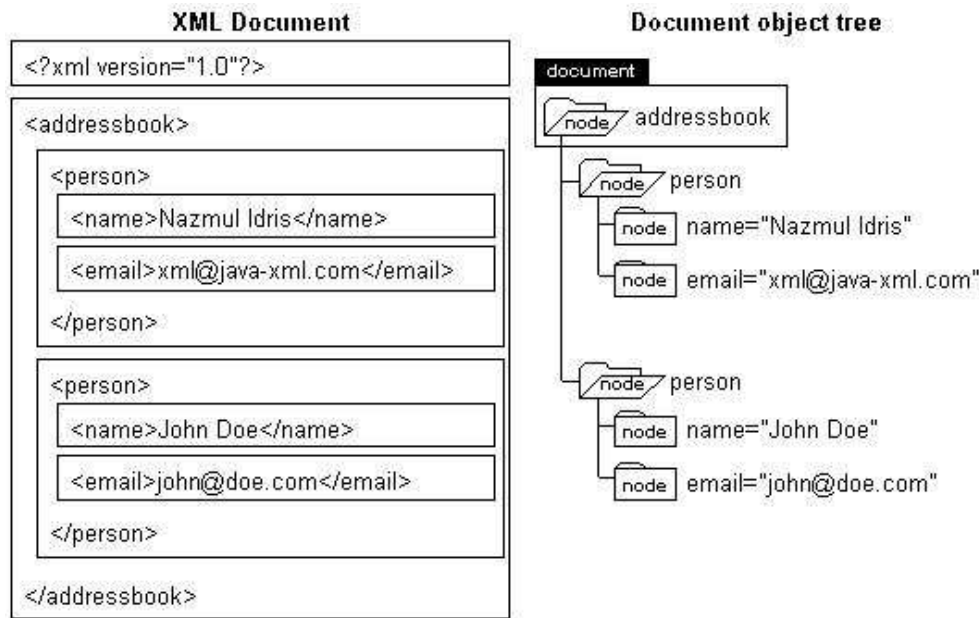 XML Document
<?xml version="1.0"?>
<addressbook>
<person>
<name>Nazmul Idris</name>
<email>xml@java-xml.com</email>
</person>
<person>
<name>John Doe</name>
<email>john@doe.com</email>
</person>
</addressbook>
Document object tree
document
node addressbook
node person
node name="Nazmul Idris"
node email="xml@java-xml.com"
node person
node name="John Doe"
node email="john@doe.com"